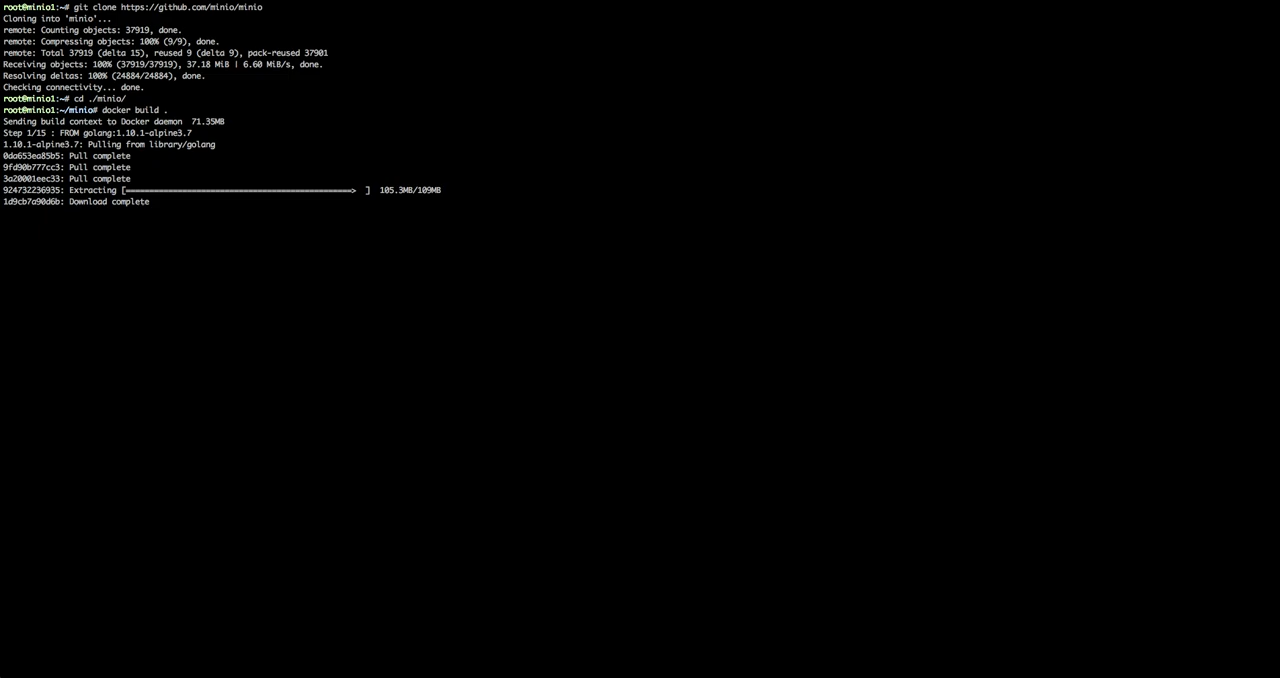 root@minio1:~# git clone https://github.com/minio/minio
Cloning into 'minio'...
remote: Counting objects: 37919, done.
remote: Compressing objects: 100% (9/9), done.
remote: Total 37919 (delta 15), reused 9 (delta 9), pack-reused 37901
Receiving objects: 100% (37919/37919), 37.18 MiB | 6.60 MiB/s, done.
Resolving deltas: 100% (24884/24884), done.
Checking connectivity... done.
root@minio1:~# cd ./minio/
root@minio1:~/minio# docker build .
Sending build context to Docker daemon  71.35MB
Step 1/15 : FROM golang:1.10.1-alpine3.7
1.10.1-alpine3.7: Pulling from library/golang
0da653ea85b5: Pull complete
9fd90b777cc3: Pull complete
3a20001eec33: Pull complete
924732236935: Extracting [================================================>  ]  105.3MB/109MB
1d9cb7a90d6b: Download complete